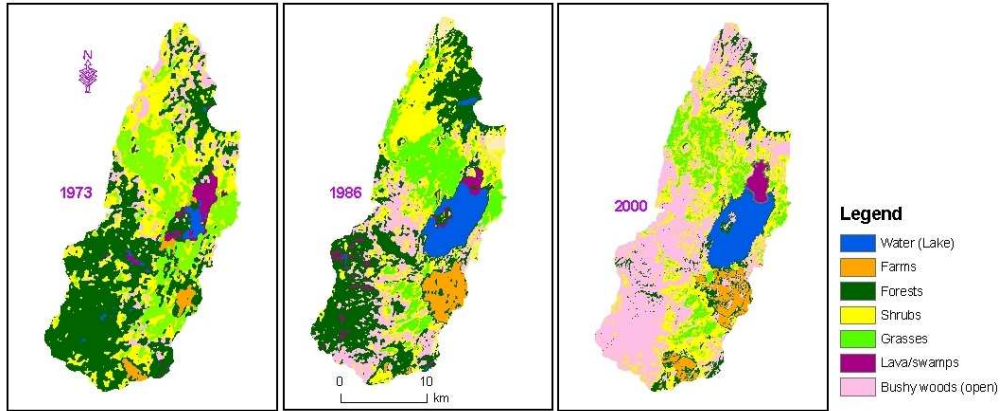 N
1973
1986
2000
0 10
km
Legend
Water (Lake)
Farms
Forests
Shrubs
Grasses
Lava/swamps
Bushy woods (open)